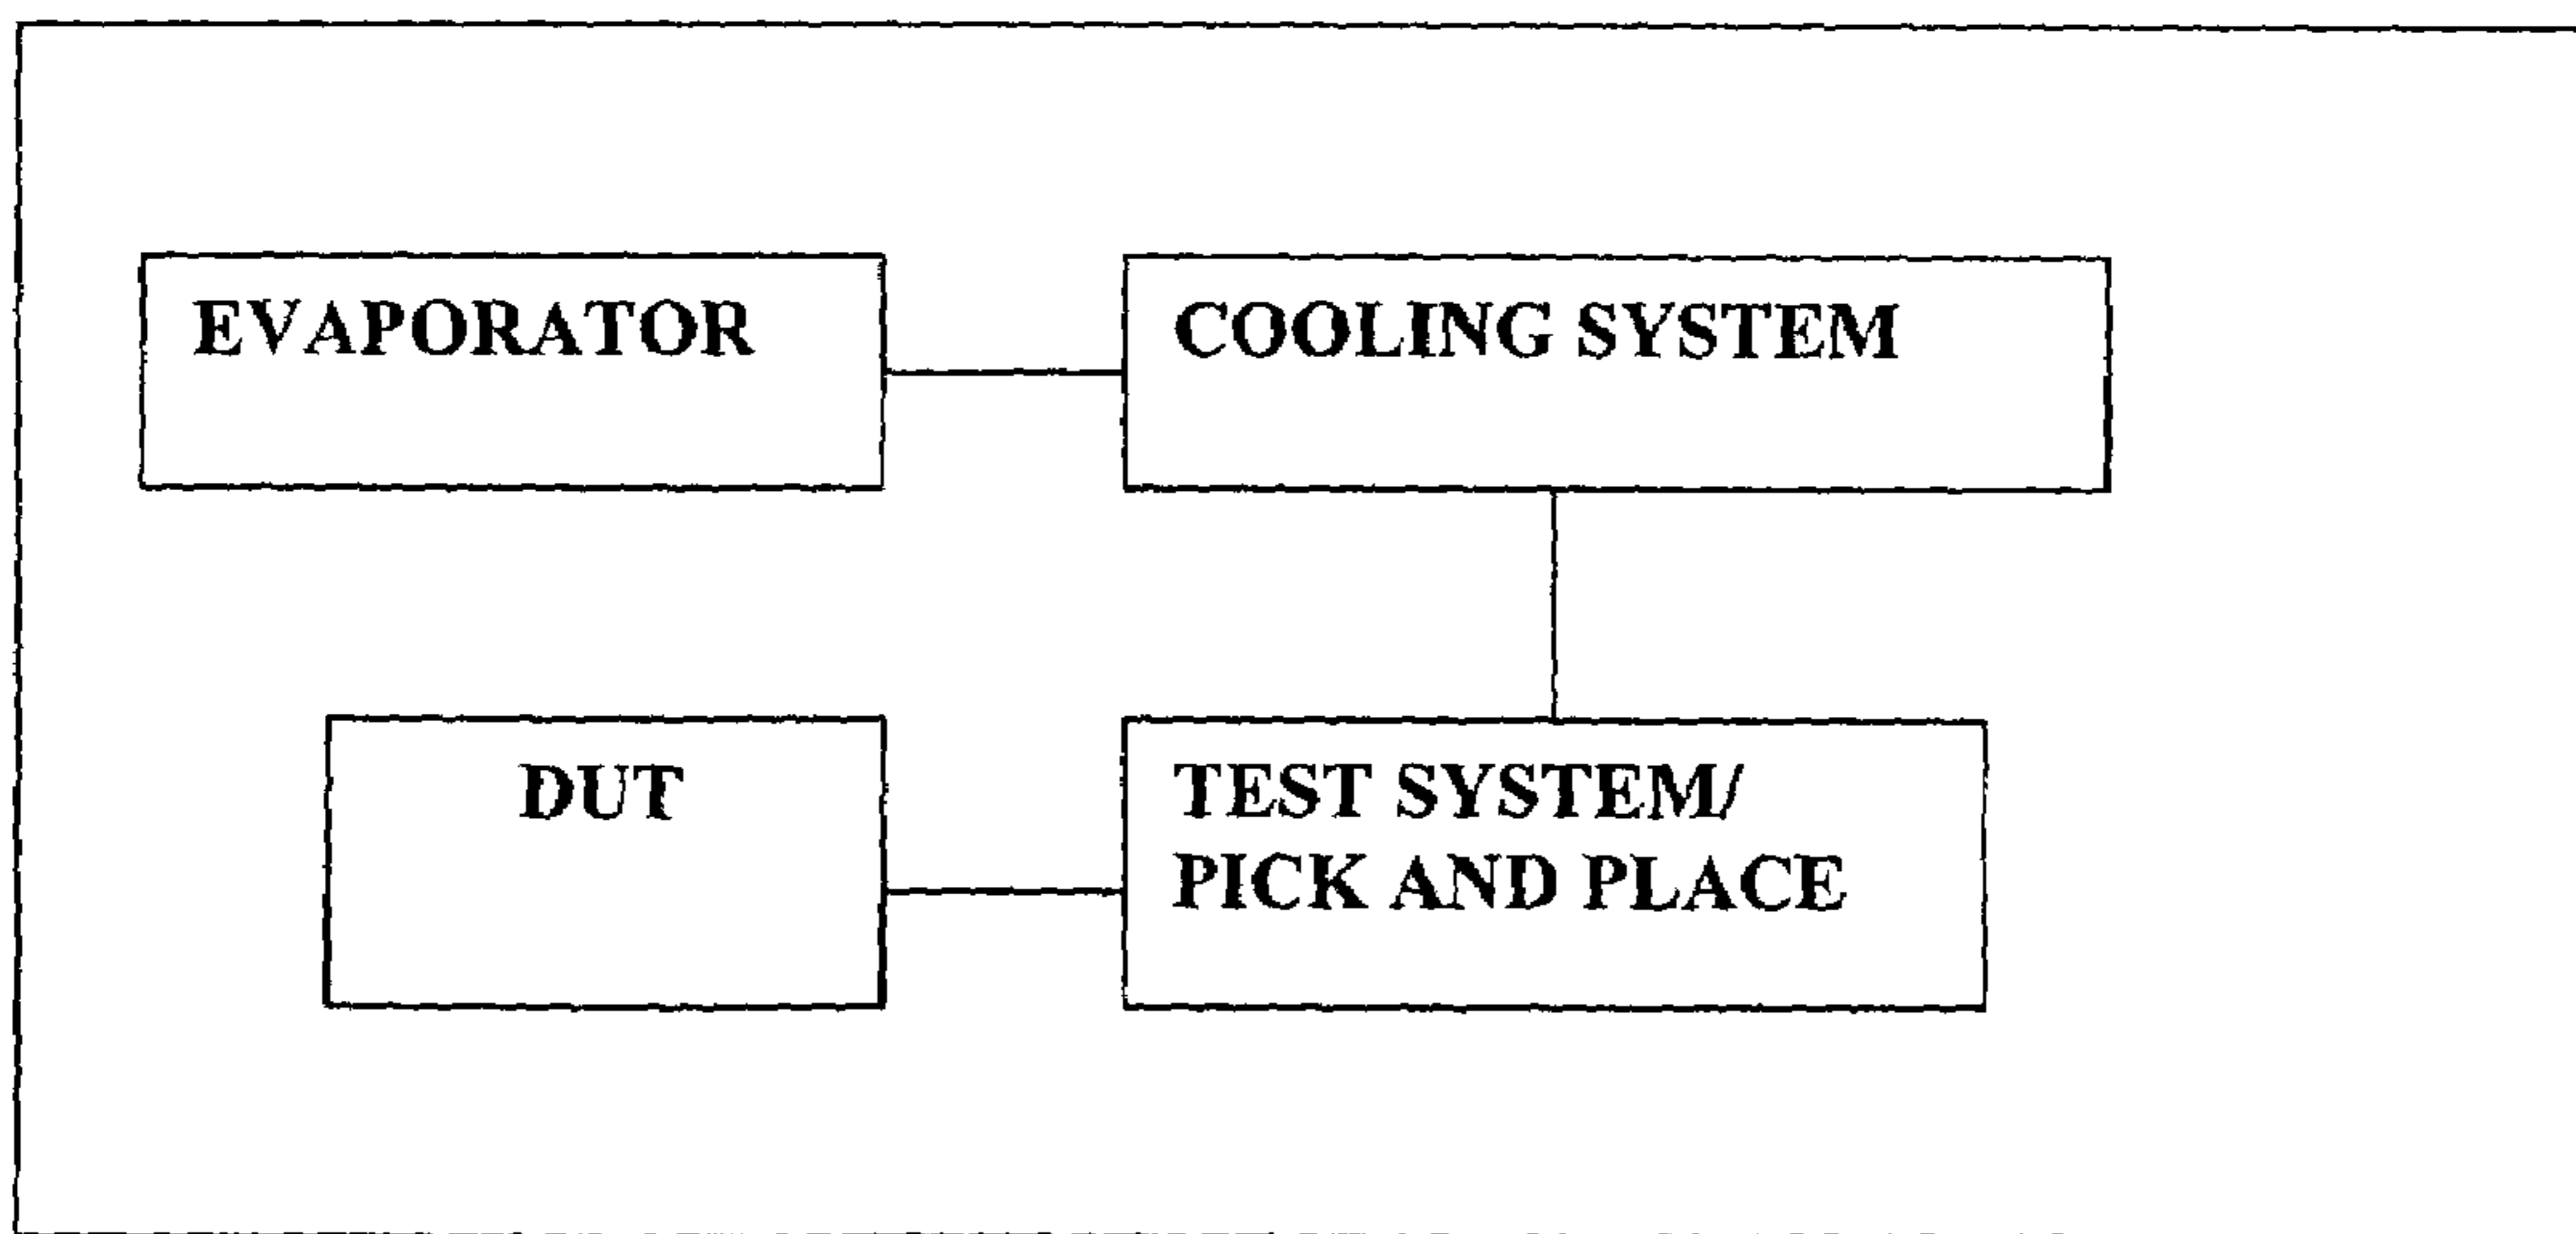 EVAPORATOR
COOLING SYSTEM
DUT
TEST SYSTEM/
PICK AND PLACE